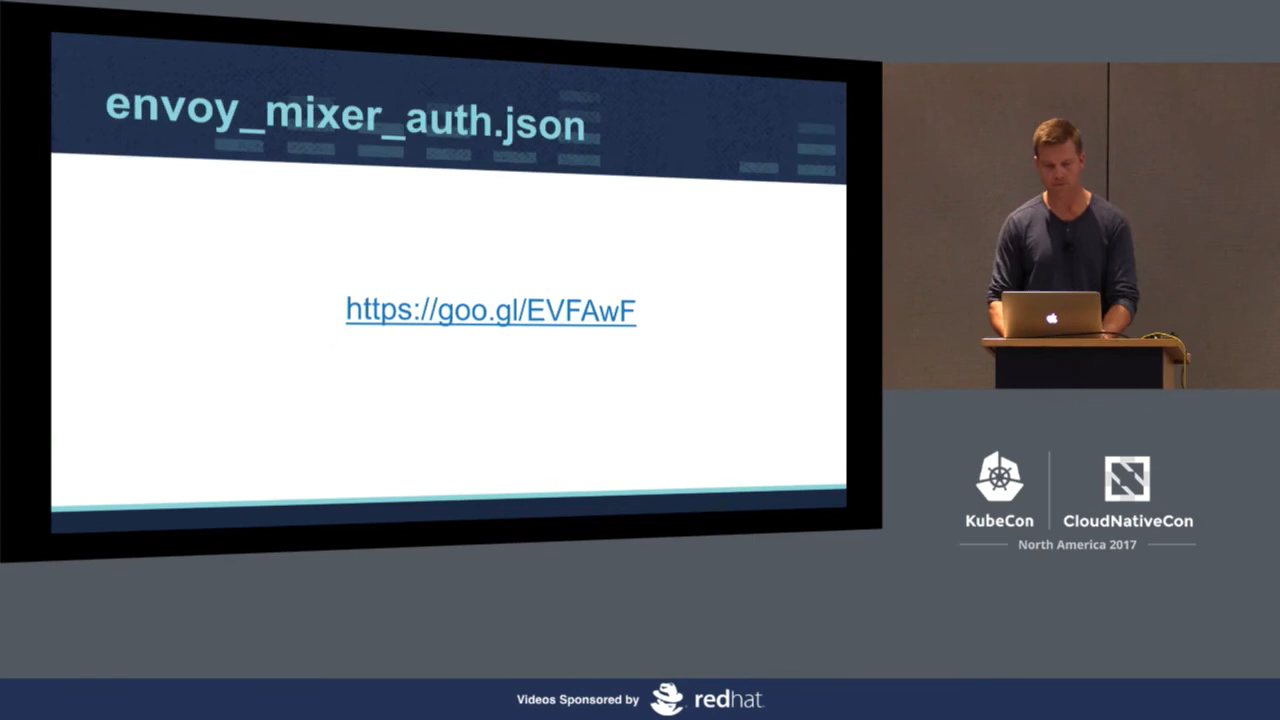 envoy_mixer_auth.json
https://goo.gl/EVFAwF
KubeCon
CloudNativeCon
North America 2017
Videos Sponsored by
redhat